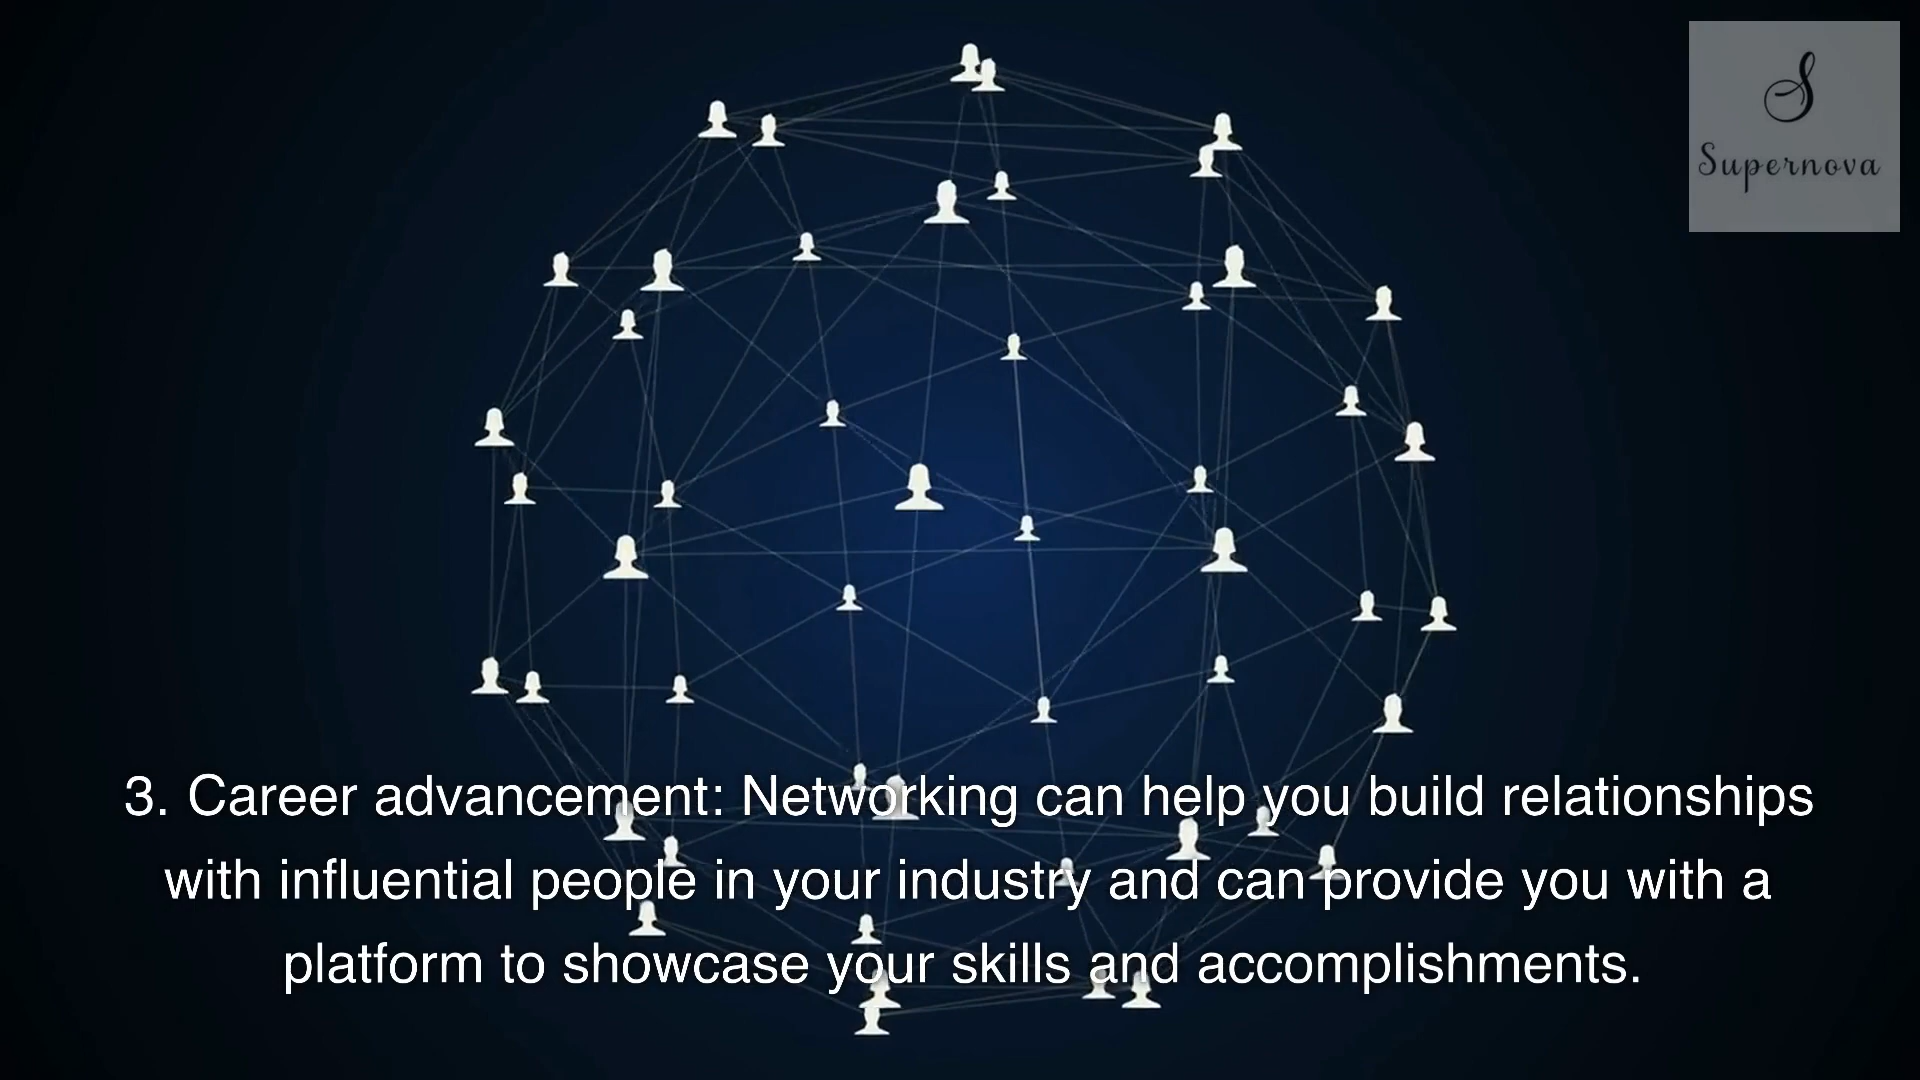 S
Supernova
3. Career advancement: Networking can help you build relationships
with influential people in your industry and can provide you with a
platform to showcase your skills and accomplishments.